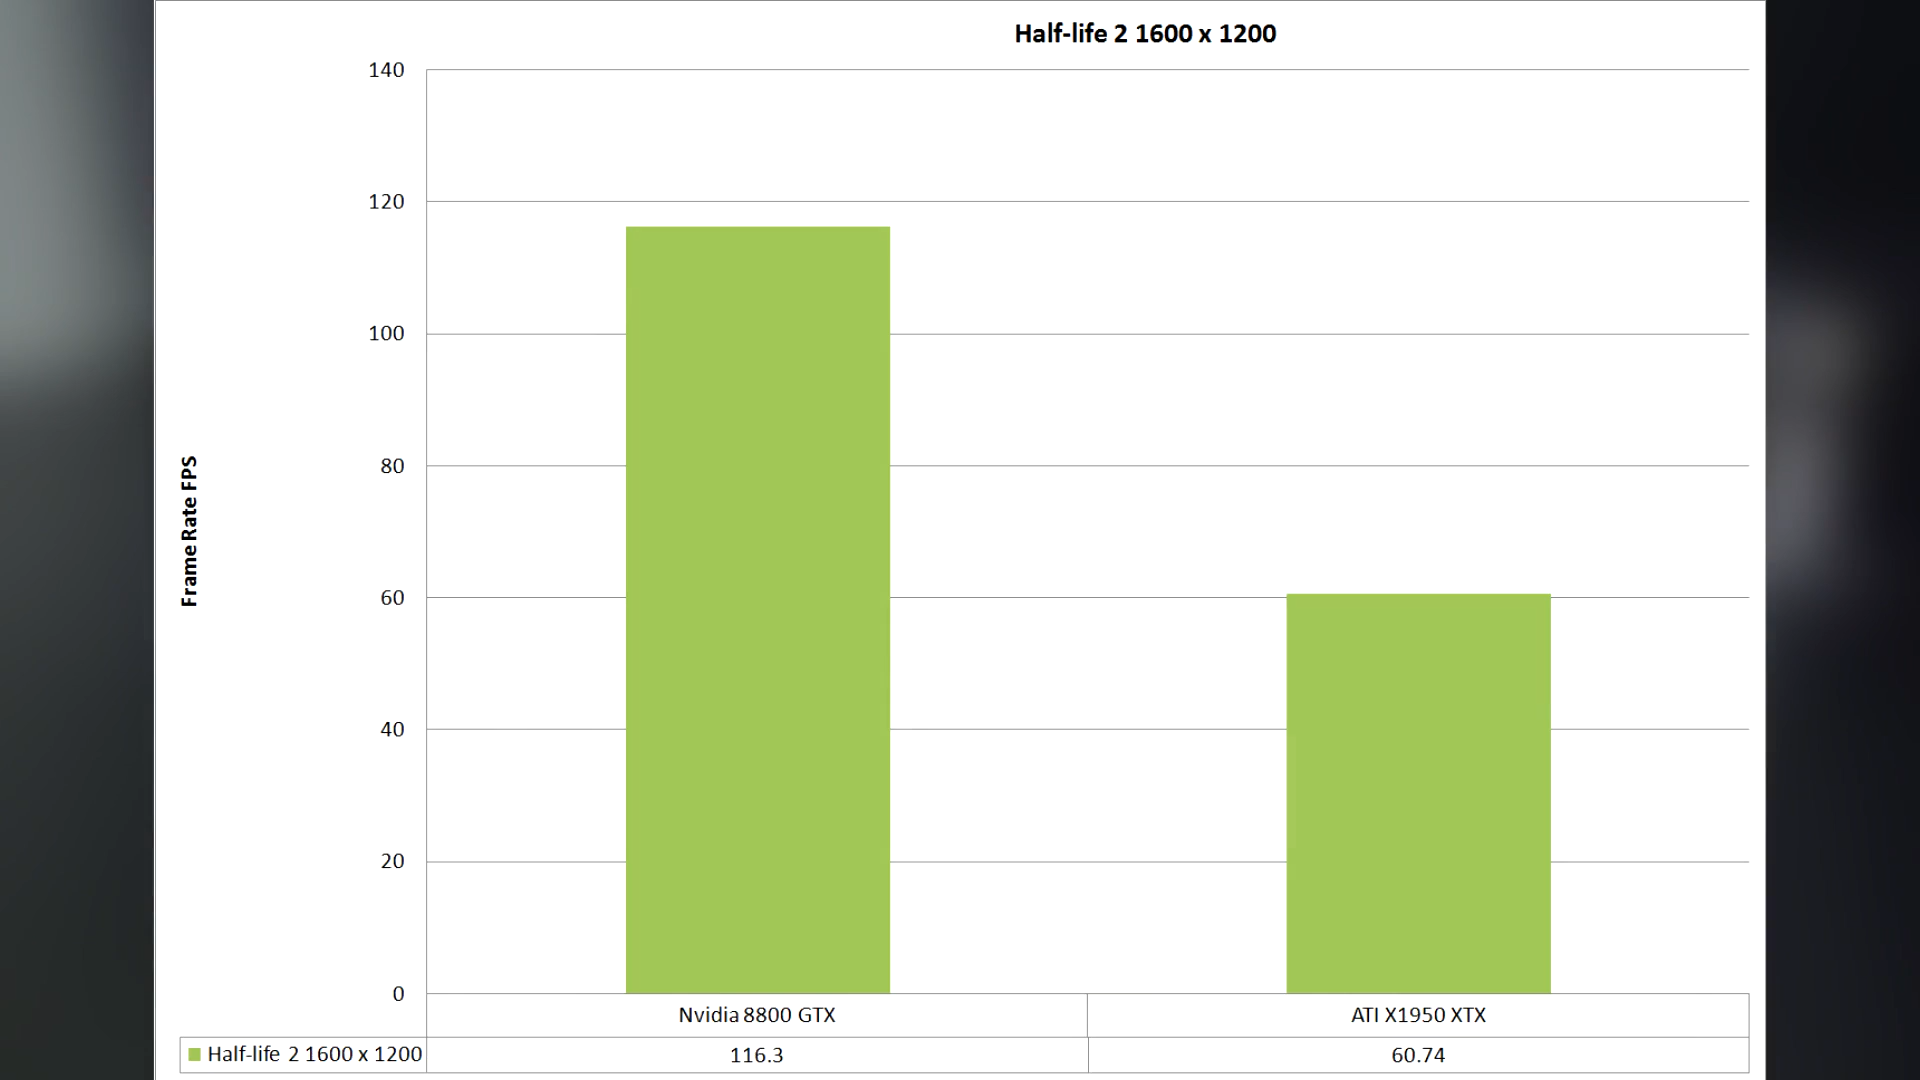 Half-life 2 1600 x 1200
140
120
100
80
60
40
20
0
Frame Rate FPS
Nvidia 8800 GTX ATI X1950 XTX
Half-life 2 1600 x 1200 116.3 60.74